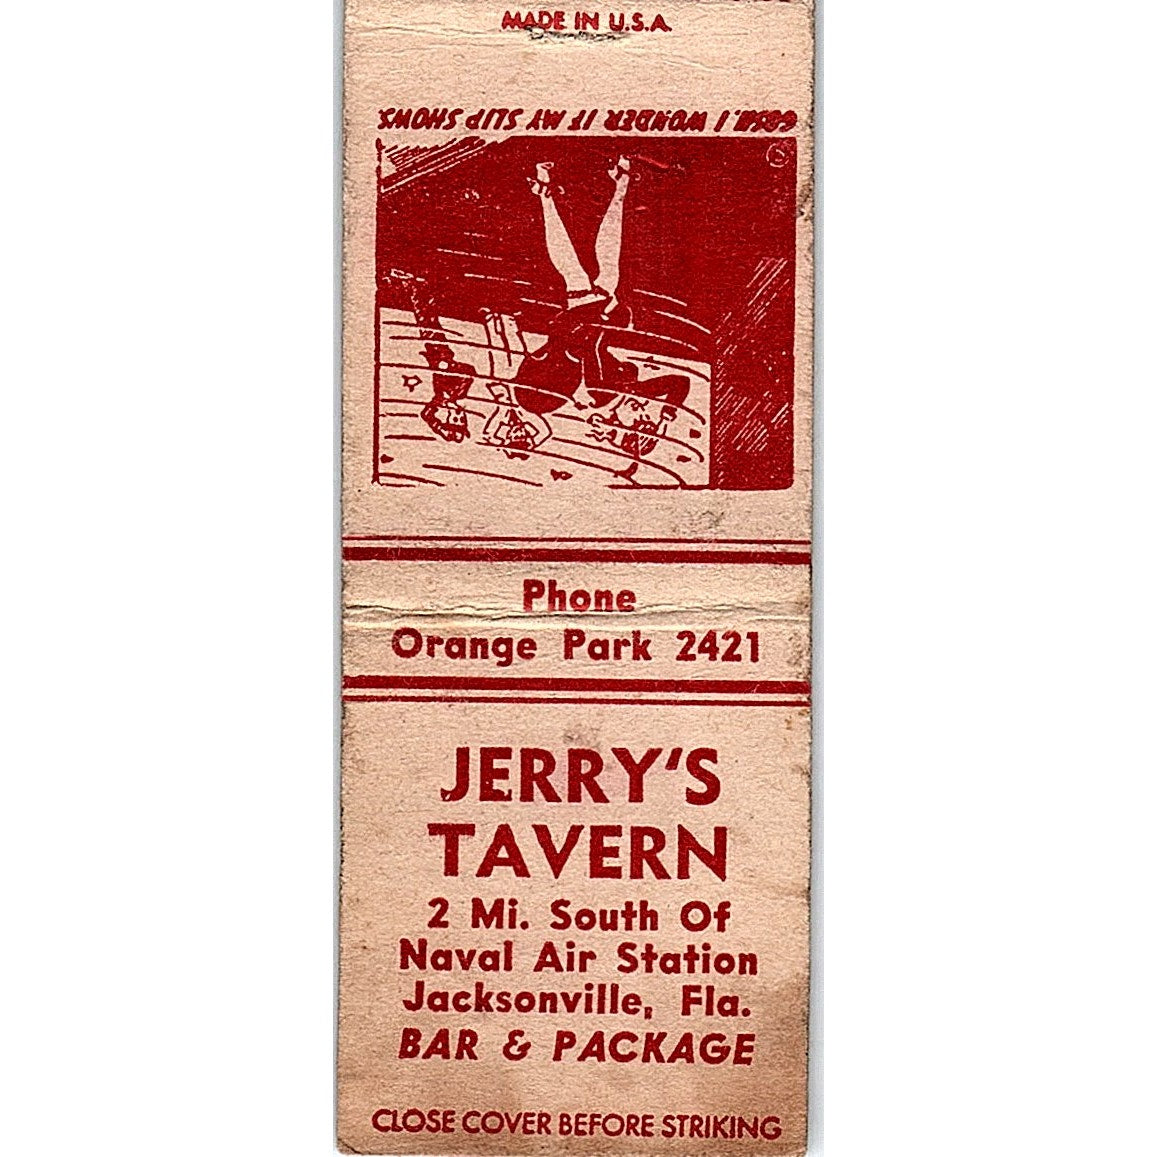 MADE IN U.S.A.
GOSH, I WONDER IF MY SLIP SHOWS.
Phone
Orange Park 2421
JERRY'S
TAVERN
2 Mi. South Of
Naval Air Station
Jacksonville, Fla.
BAR & PACKAGE
CLOSE COVER BEFORE STRIKING